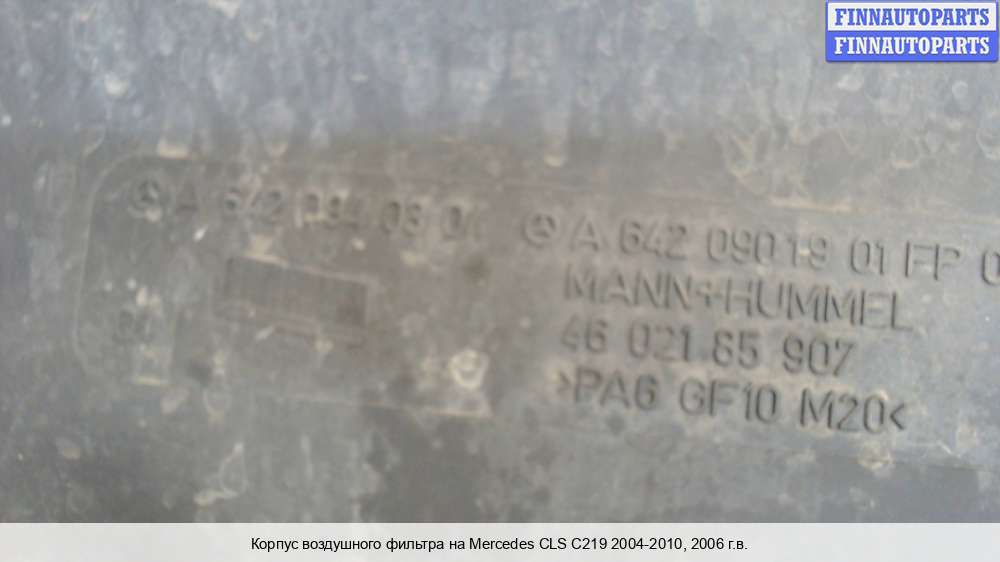 FINNAUTOPARTS
FINNAUTOPARTS
A 642 094 03 04
A 642 090 19 01 FP 0
MANN+HUMMEL
46 021 85 907
>PA6 GF10 M20<
Корпус воздушного фильтра на Mercedes CLS C219 2004-2010, 2006 г.в.